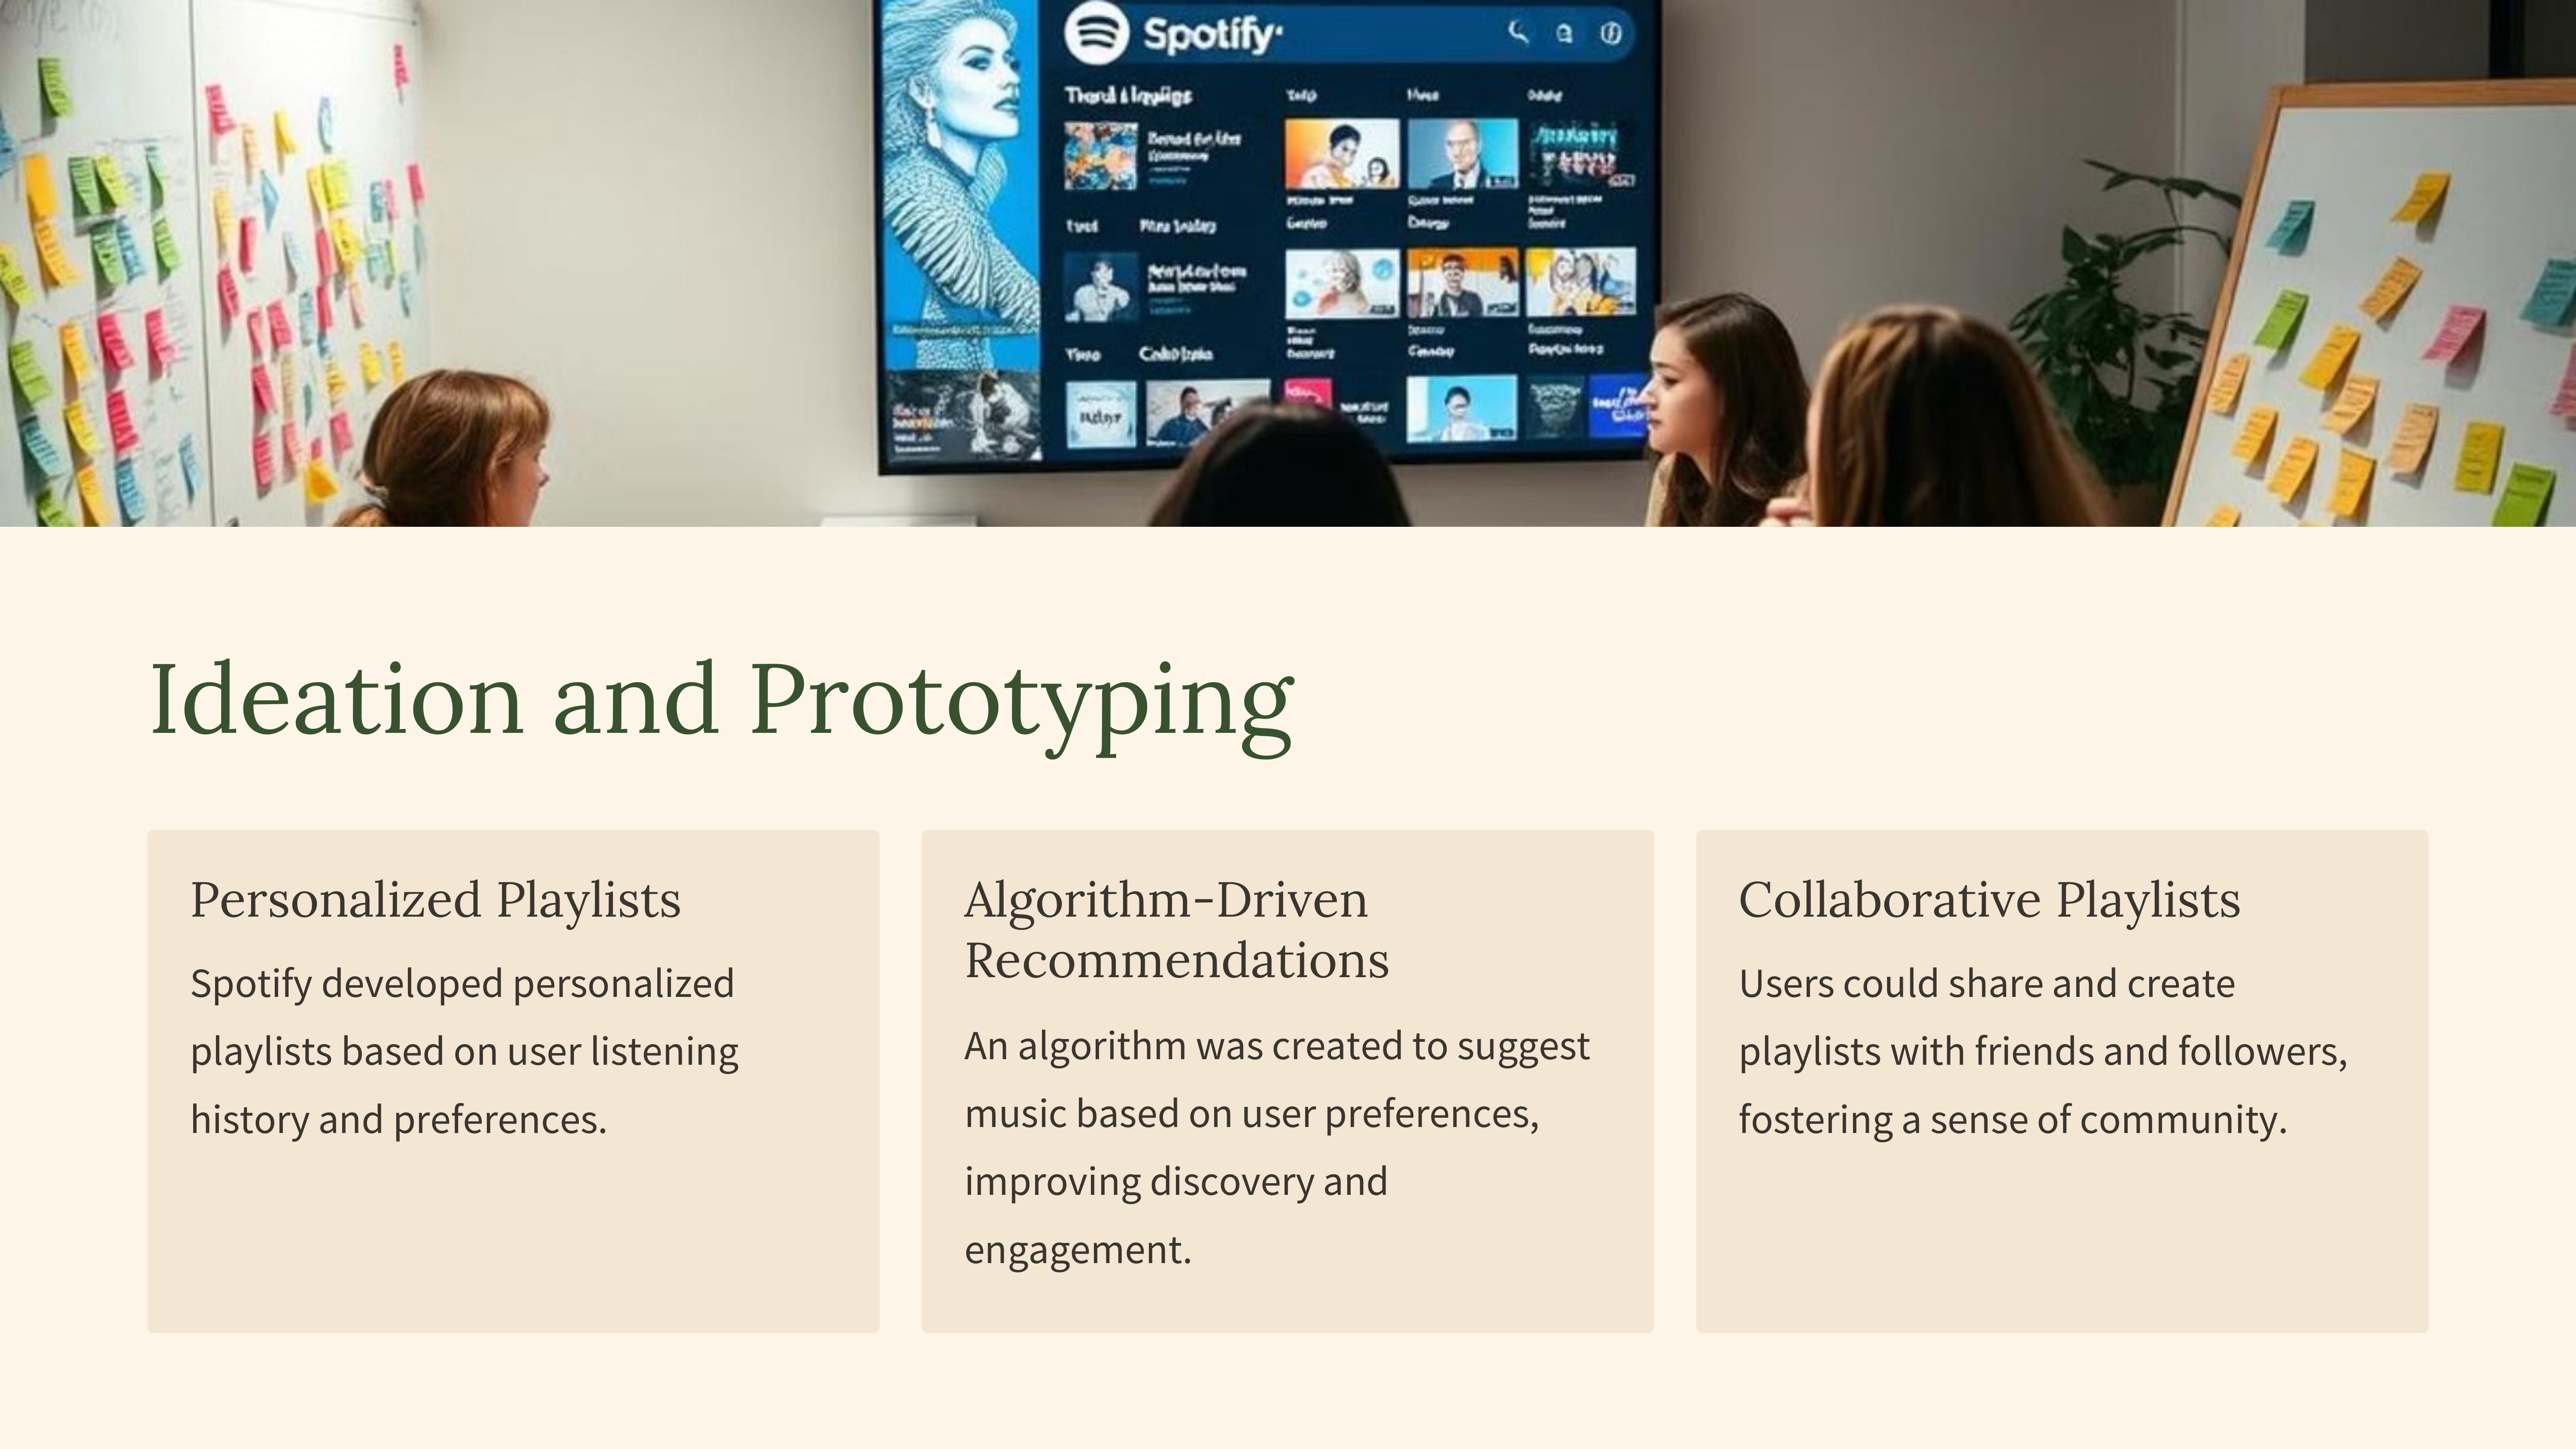 Spotify
Ideation and Prototyping
Personalized Playlists
Spotify developed personalized
playlists based on user listening
history and preferences.
Algorithm-Driven
Recommendations
An algorithm was created to suggest
music based on user preferences,
improving discovery and
engagement.
Collaborative Playlists
Users could share and create
playlists with friends and followers,
fostering a sense of community.